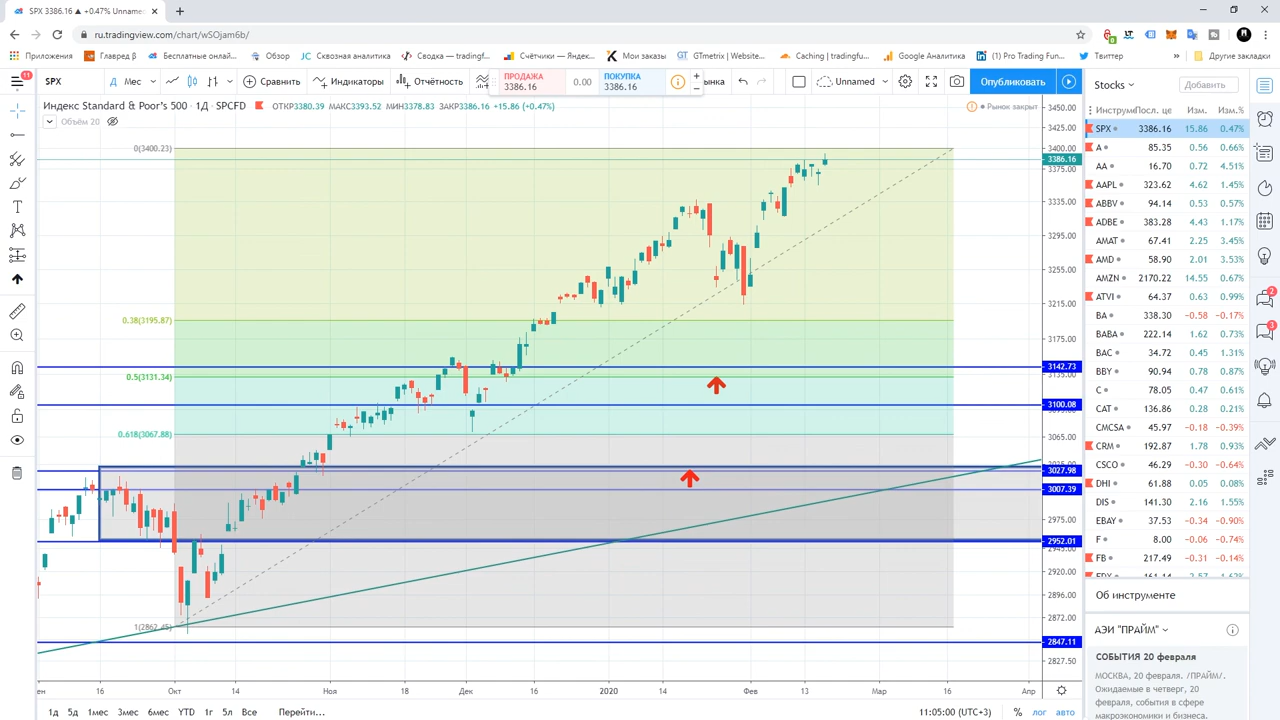 SPX 3386.16 ▲ +0.47% Unnamec
ru.tradingview.com/chart/wSOjam6b/
Приложения
Главред β
Бесплатные онлай...
Обзор
Сквозная аналитика
Сводка — tradingf...
Счётчики — Яндек...
Мои заказы
GTmetrix | Website...
Caching | tradingfu...
Google Аналитика
(1) Pro Trading Fun...
Твиттер
»
Другие закладки
11
SPX
Д
Мес
Сравнить
Индикаторы
Отчётность
ПРОДАЖА
3386.16
0.00
ПОКУПКА
3386.16
Unnamed
Опубликовать
Stocks
Добавить
Индекс Standard & Poor's 500 • 1Д • SPCFD
ОТКР3380.39 МАКС3393.52 МИН3378.83 ЗАКР3386.16 +15.86 (+0.47%)
Рынок закрыт
Объём 20
0(3400.23)
0.38(3195.87)
0.5(3131.34)
0.618(3067.88)
1(2862.45)
3450.00
3425.00
3400.00
3386.16
3375.00
3335.00
3295.00
3255.00
3215.00
3175.00
3142.73
3135.00
3100.08
3065.00
3027.98
3007.39
2975.00
2952.01
2945.00
2920.00
2896.00
2872.00
2847.11
2827.50
16
Окт
14
Ноя
18
Дек
16
2020
14
Фев
13
Мар
16
Апр
1д 5д 1мес 3мес 6мес YTD 1г 5л Все Перейти...
11:05:00 (UTC+3) % лог авто
Инструм Посл. це Изм. Изм.%
SPX 3386.16 15.86 0.47%
A 85.35 0.56 0.66%
AA 16.70 0.72 4.51%
AAPL 323.62 4.62 1.45%
ABBV 94.14 0.53 0.57%
ADBE 383.28 4.43 1.17%
AMAT 67.41 2.25 3.45%
AMD 58.90 2.01 3.53%
AMZN 2170.22 14.55 0.67%
ATVI 64.37 0.63 0.99%
BA 338.30 −0.58 −0.17%
BABA 222.14 1.62 0.73%
BAC 34.72 0.45 1.31%
BBY 90.94 0.78 0.87%
C 78.05 0.47 0.61%
CAT 136.86 0.28 0.21%
CMCSA 45.97 −0.18 −0.39%
CRM 192.87 1.78 0.93%
CSCO 46.29 −0.30 −0.64%
DHI 61.88 0.05 0.08%
DIS 141.30 2.16 1.55%
EBAY 37.53 −0.34 −0.90%
F 8.00 −0.06 −0.74%
FB 217.49 −0.31 −0.14%
Об инструменте
АЭИ "ПРАЙМ"
СОБЫТИЯ 20 февраля
МОСКВА, 20 февраля. /ПРАЙМ/.
Ожидаемые в четверг, 20
февраля, события в сфере
макроэкономики и бизнеса.
2
3